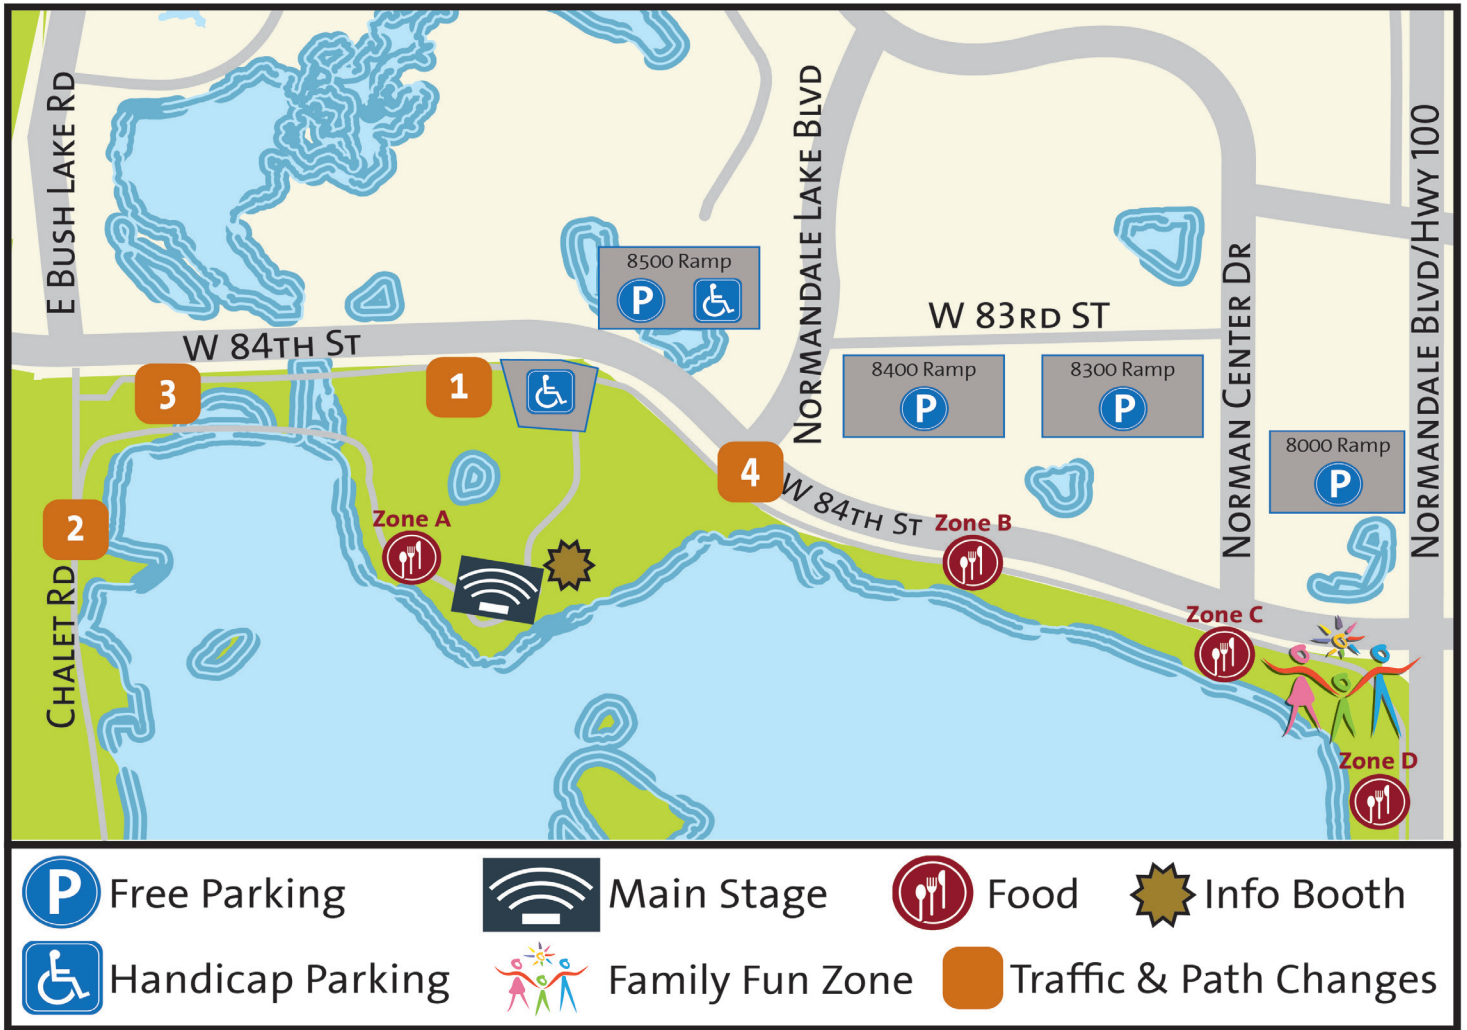 E Bush Lake Rd
Normandale Lake Blvd
Normandale Blvd/Hwy 100
Norman Center Dr
8500 Ramp
P
W 83rd St
W 84th St
8400 Ramp
P
8300 Ramp
P
8000 Ramp
P
3
1
4
2
W 84th St
Zone A
Zone B
Chalet Rd
Zone C
Zone D
P Free Parking
Main Stage
Food
Info Booth
Handicap Parking
Family Fun Zone
Traffic & Path Changes